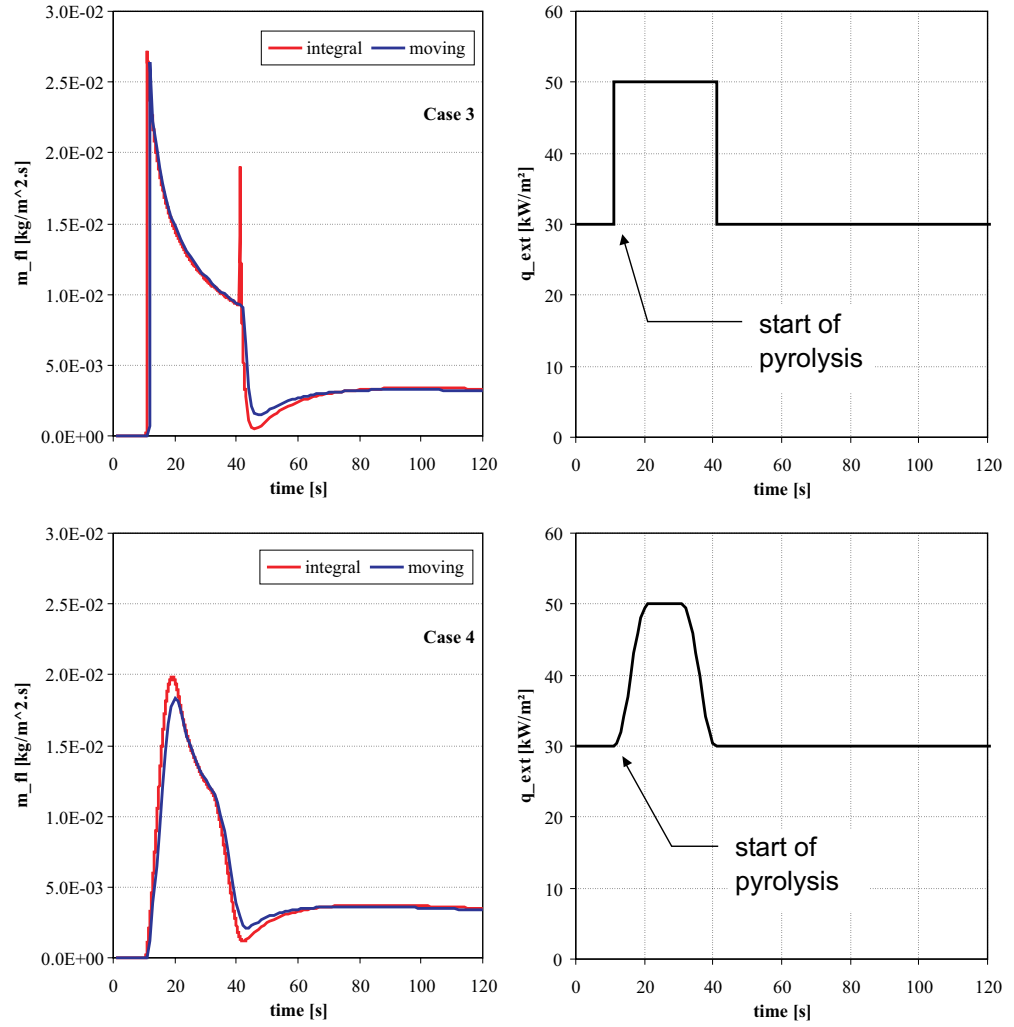 3.0E-02
2.5E-02
2.0E-02
1.5E-02
1.0E-02
5.0E-03
0.0E+00
m_fl [kg/m^2.s]
integral moving
Case 3
0 20 40 60 80 100 120
time [s]
60
50
40
30
20
10
0
q_ext [kW/m²]
start of
pyrolysis
0 20 40 60 80 100 120
time [s]
3.0E-02
2.5E-02
2.0E-02
1.5E-02
1.0E-02
5.0E-03
0.0E+00
m_fl [kg/m^2.s]
integral moving
Case 4
0 20 40 60 80 100 120
time [s]
60
50
40
30
20
10
0
q_ext [kW/m²]
start of
pyrolysis
0 20 40 60 80 100 120
time [s]